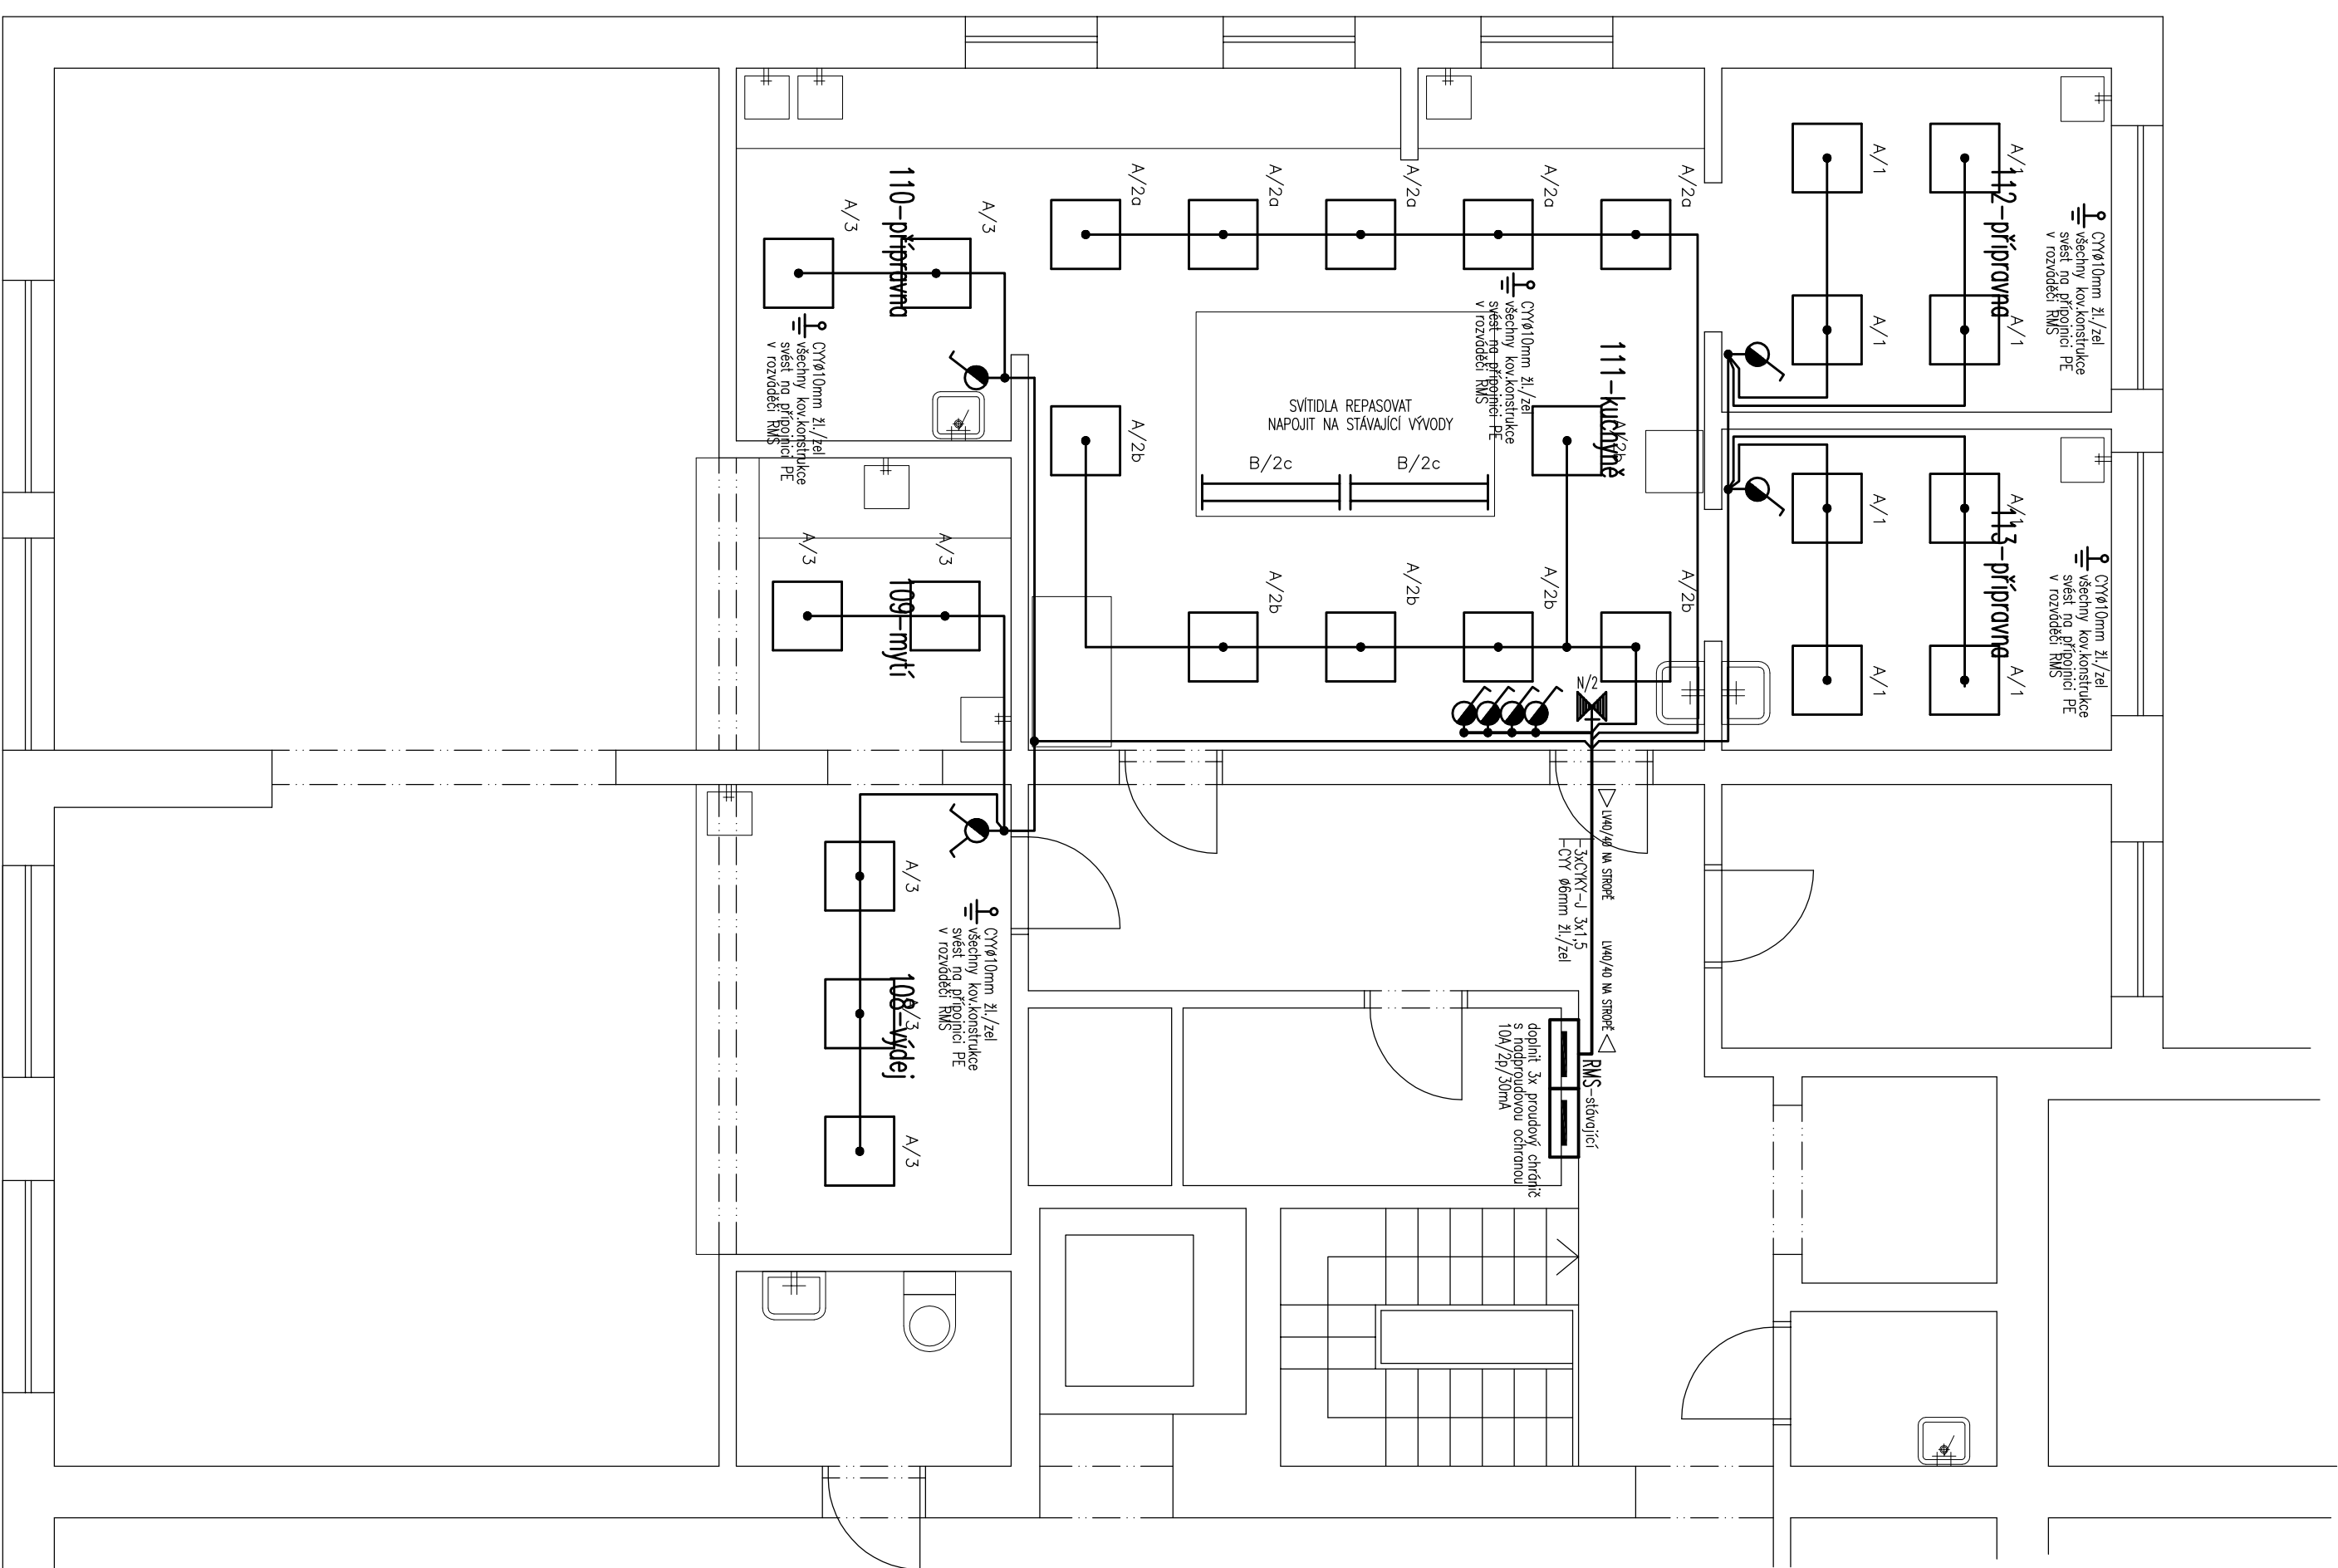 A/3
A/3
110-přípravna
CYYø10mm žl./zel
všechny kov.konstrukce
svést na přípojnici PE
v rozváděči RMS
A/2a
A/2a
A/2a
A/2a
A/2a
A/1
A/1
112-přípravna
CYYø10mm žl./zel
všechny kov.konstrukce
svést na přípojnici PE
v rozváděči RMS
A/1
A/1
CYYø10mm žl./zel
všechny kov.konstrukce
svést na přípojnici PE
v rozváděči RMS
111-kuchyně
SVÍTIDLA REPASOVAT
NAPOJIT NA STÁVAJÍCÍ VÝVODY
B/2c
B/2c
A/2b
A/2b
A/1
A/1
113-přípravna
CYYø10mm žl./zel
všechny kov.konstrukce
svést na přípojnici PE
v rozváděči RMS
A/3
A/3
109-mytí
A/2b
A/2b
A/2b
A/2b
A/1
A/1
N/2
LV40/40 NA STROPĚ
LV40/40 NA STROPĚ
3xCYKY-J 3x1,5
CYY ø6mm žl./zel
A/3
CYYø10mm žl./zel
všechny kov.konstrukce
svést na přípojnici PE
v rozváděči RMS
108-výdej
A/3
A/3
RMS-stávající
doplnit 3x proudový chránič
s nadproudovou ochranou
10A/2p/30mA